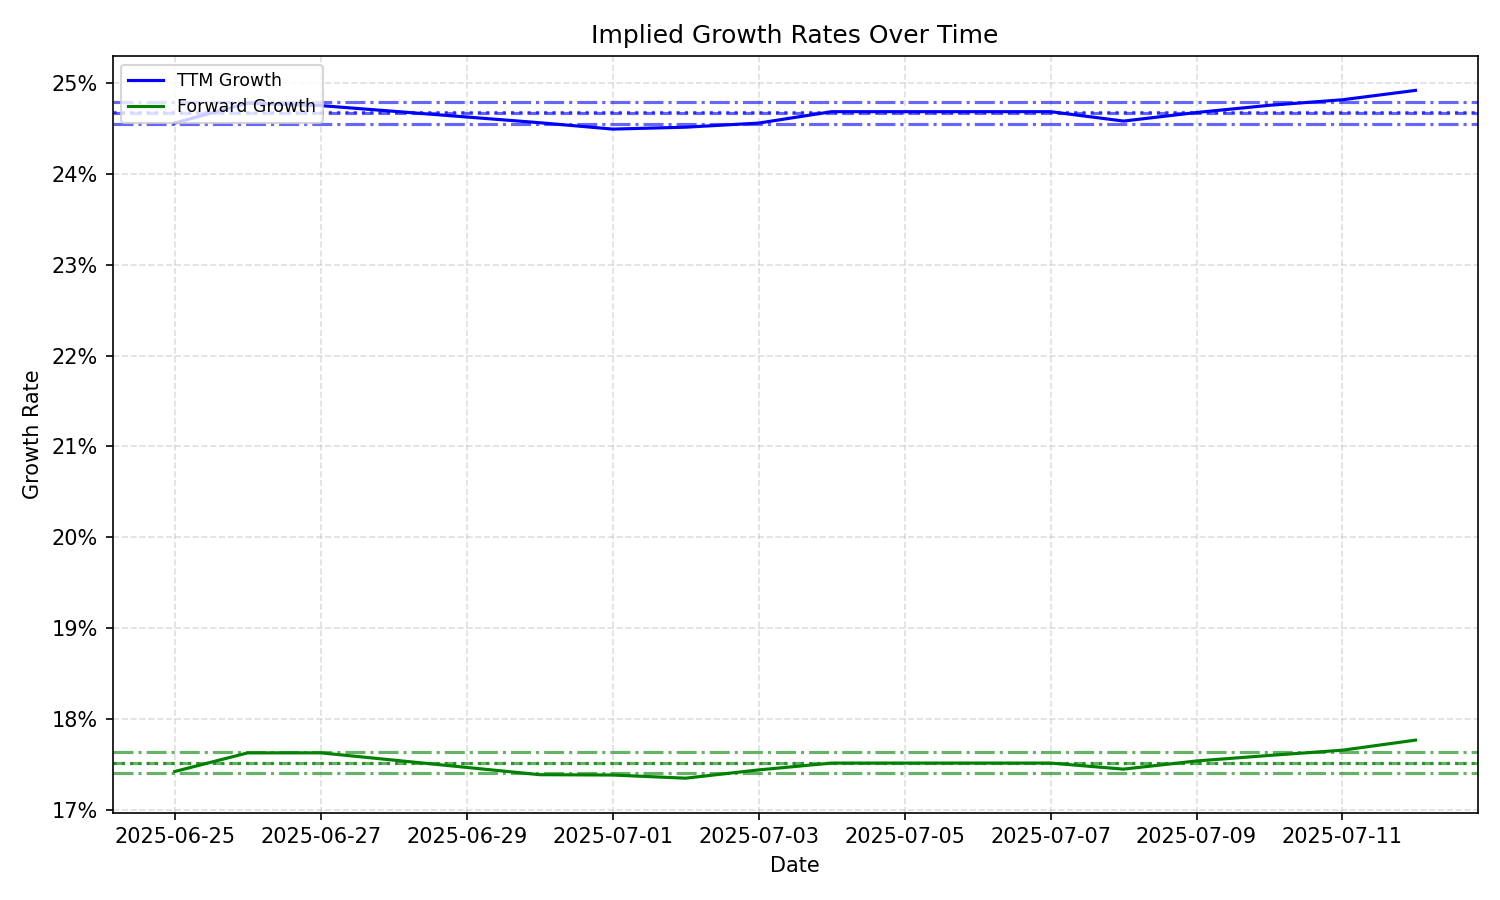 Implied Growth Rates Over Time
TTM Growth
Forward Growth
25%
24%
23%
22%
21%
20%
19%
18%
17%
Growth Rate
2025-06-25 2025-06-27 2025-06-29 2025-07-01 2025-07-03 2025-07-05 2025-07-07 2025-07-09 2025-07-11
Date